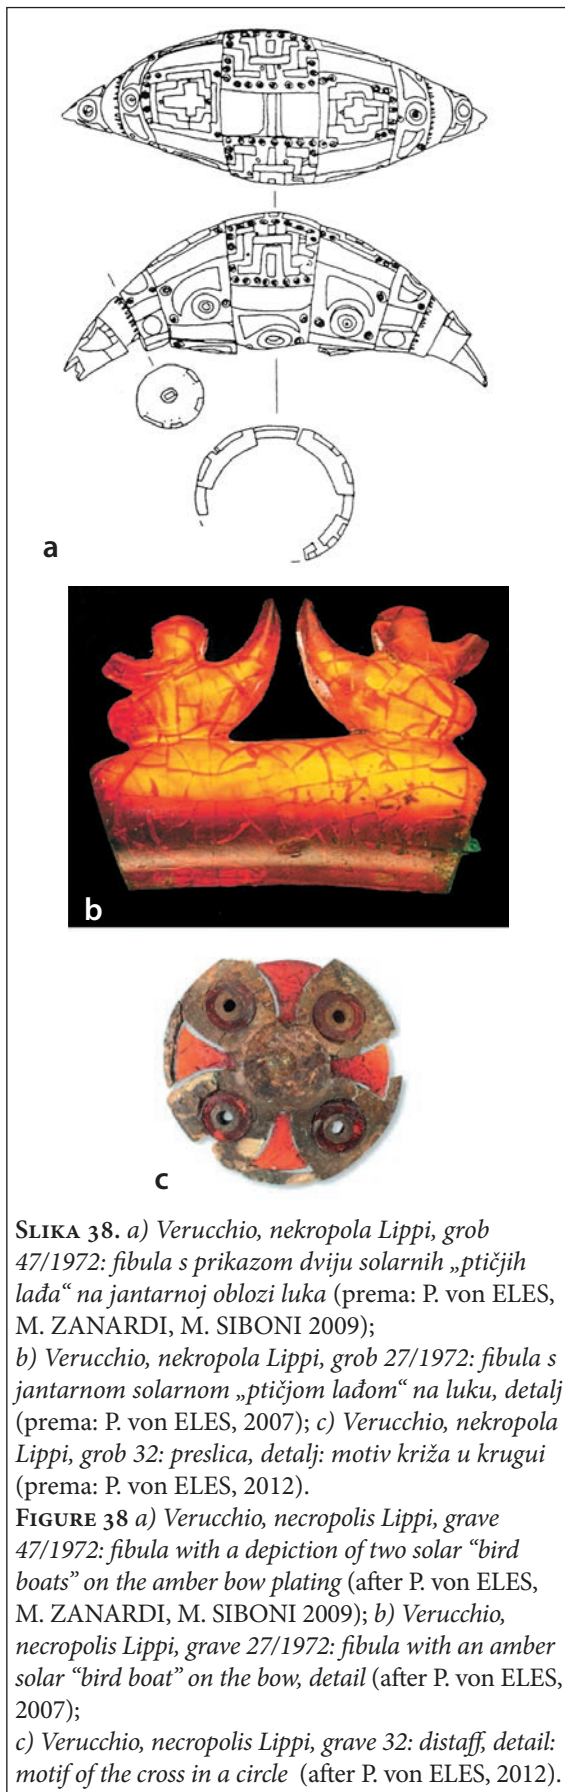 a
b
c
SLIKA 38. a) Verucchio, nekropola Lippi, grob
47/1972: fibula s prikazom dviju solarnih „ptičjih
lađa“ na jantarnoj oblozi luka (prema: P. von ELES,
M. ZANARDI, M. SIBONI 2009);
b) Verucchio, nekropola Lippi, grob 27/1972: fibula s
jantarnom solarnom „ptičjom lađom“ na luku, detalj
(prema: P. von ELES, 2007); c) Verucchio, nekropola
Lippi, grob 32: preslica, detalj: motiv križa u krugui
(prema: P. von ELES, 2012).
FIGURE 38 a) Verucchio, necropolis Lippi, grave
47/1972: fibula with a depiction of two solar “bird
boats” on the amber bow plating (after P. von ELES,
M. ZANARDI, M. SIBONI 2009); b) Verucchio,
necropolis Lippi, grave 27/1972: fibula with an amber
solar “bird boat” on the bow, detail (after P. von ELES,
2007);
c) Verucchio, necropolis Lippi, grave 32: distaff, detail:
motif of the cross in a circle (after P. von ELES, 2012).